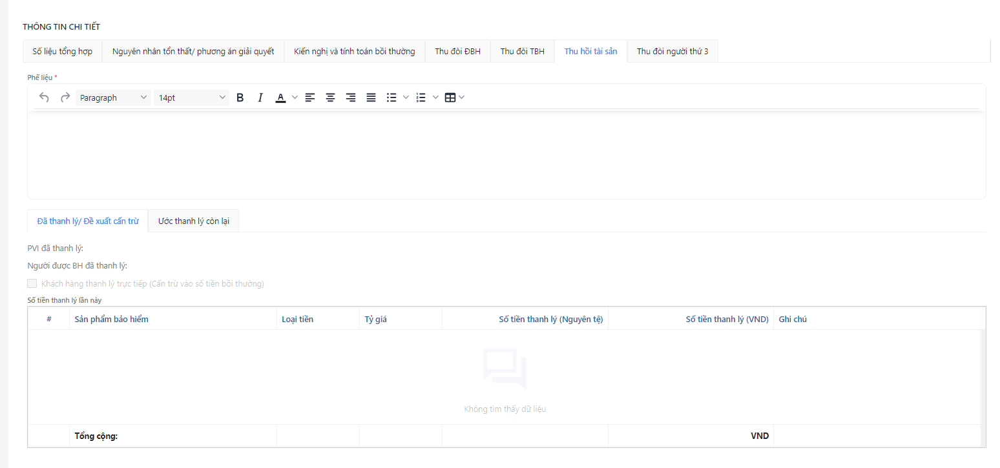 THÔNG TIN CHI TIẾT
Số liệu tổng hợp Nguyên nhân tổn thất/ phương án giải quyết Kiến nghị và tính toán bồi thường Thu đòi ĐBH Thu đòi TBH Thu hồi tài sản Thu đôi người thứ 3
Phế liệu *
Paragraph 14pt B I A
Đã thanh lý/ Đề xuất cấn trừ Ước thanh lý còn lại
PVI đã thanh lý:
Người được BH đã thanh lý:
Khách hàng thanh lý trực tiếp (Cấn trừ vào số tiền bồi thường)
Số tiền thanh lý lần này
# Sản phẩm bảo hiểm Loại tiền Tỷ giá Số tiền thanh lý (Nguyên tệ) Số tiền thanh lý (VND) Ghi chú
Không tìm thấy dữ liệu
Tổng cộng: VND